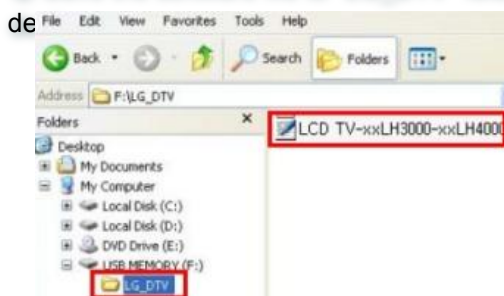 de
File Edit View Favorites Tools Help
Back Search Folders
Address F:\LG_DTV
Folders x
LCD TV-xxLH3000-xxLH4000
Desktop
My Documents
My Computer
Local Disk (C:)
Local Disk (D:)
DVD Drive (E:)
USB MEMORY (F:)
LG_DTV